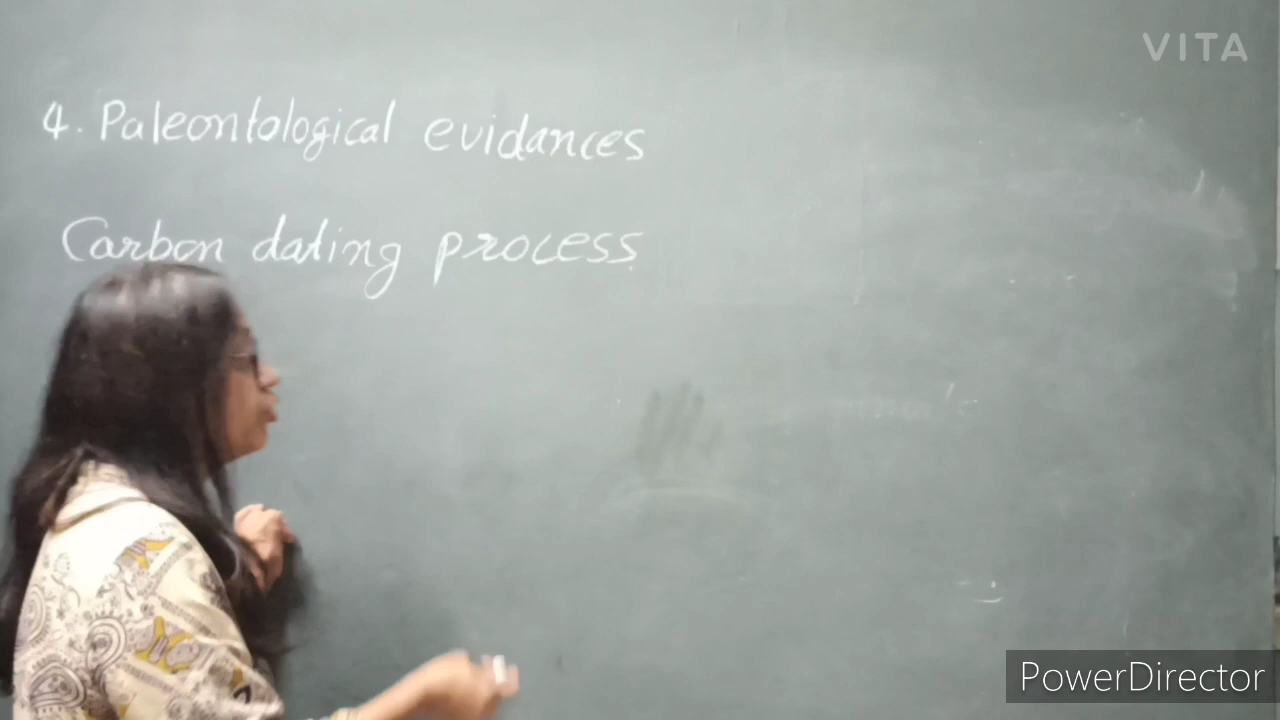 VITA
4. Paleontological evidances
Carbon dating process
PowerDirector